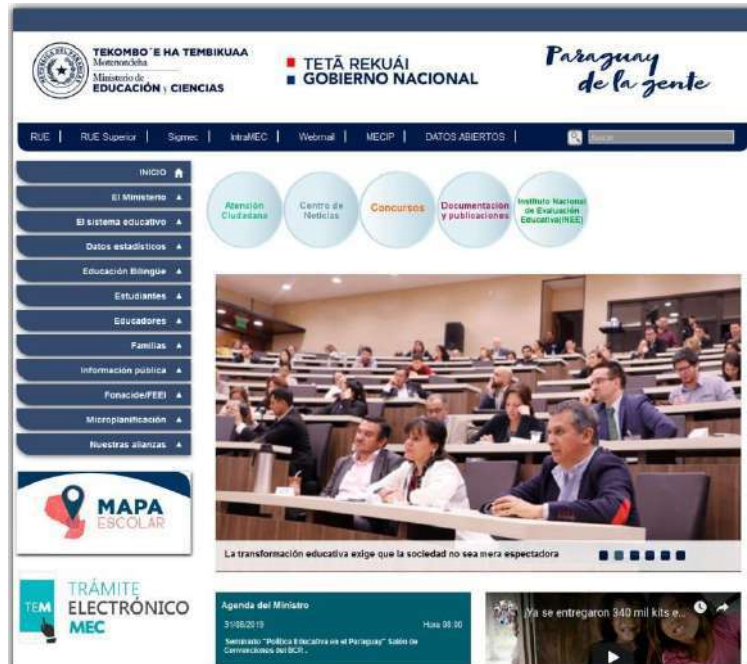 TEKOMBO´E HA TEMBIKUAA
Motenondeha
Ministerio de
EDUCACIÓN y CIENCIAS
TETÃ REKUÁI
GOBIERNO NACIONAL
Paraguay
de la gente
RUE | RUE Superior | Sigmec | IntraMEC | Webmail | MECIP | DATOS ABIERTOS |
Buscar
INICIO
El Ministerio
El sistema educativo
Datos estadísticos
Educación Bilingüe
Estudiantes
Educadores
Familias
Información pública
Fonacide/FEEI
Microplanificación
Nuestras alianzas
MAPA
ESCOLAR
TEM
TRÁMITE
ELECTRÓNICO
MEC
Atención
Ciudadana
Centro de
Noticias
Concursos
Documentación
y publicaciones
Instituto Nacional
de Evaluación
Educativa(INEE)
La transformación educativa exige que la sociedad no sea mera espectadora
Agenda del Ministro
31/08/2019 Hora 08:00
Seminario "Política Educativa en el Paraguay" Salón de
Convenciones del BCP...
¡Ya se entregaron 340 mil kits e...